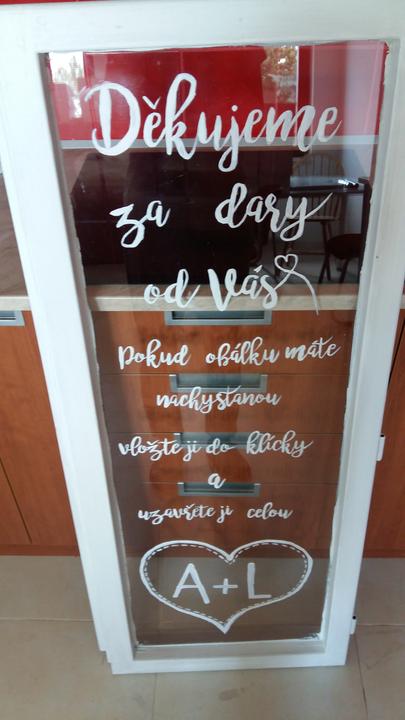 Děkujeme
za dary
od Vás
Pokud obálku máte
nachystanou
vložte ji do klícky
a
uzavřete ji celou
A+L